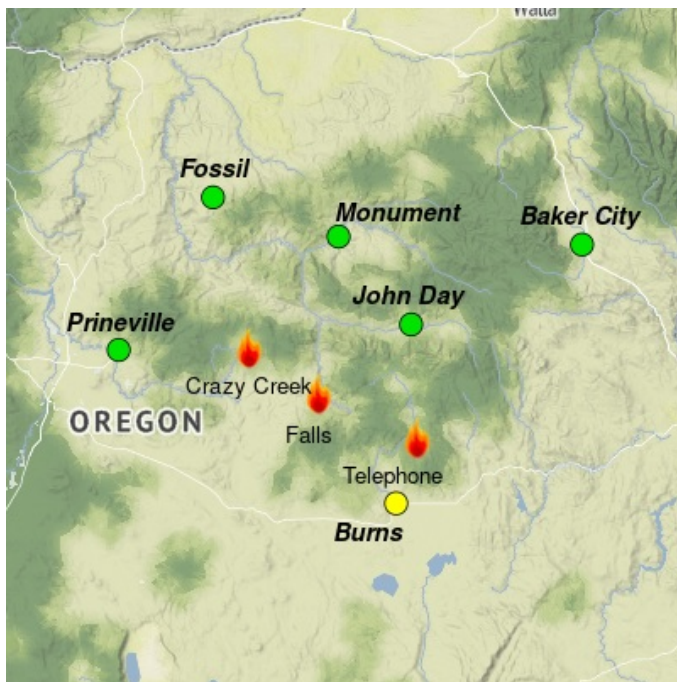 Walla
Fossil
Monument
Baker City
John Day
Prineville
Crazy Creek
OREGON
Falls
Telephone
Burns